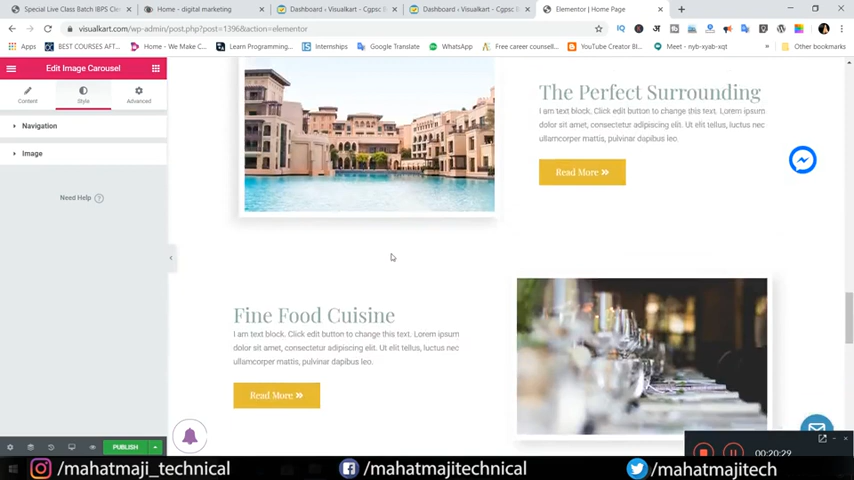 Special Live Class Batch IBPS Cle
Home - digital marketing
Dashboard ‹ Visualkart - Cgpsc B
Dashboard ‹ Visualkart - Cgpsc B
Elementor | Home Page
visualkart.com/wp-admin/post.php?post=1396&action=elementor
Apps
BEST COURSES AFT...
Home - We Make C...
Learn Programming...
Internships
Google Translate
WhatsApp
Free career counsell...
YouTube Creator Bl...
Meet - nyb-xyab-xqt
Other bookmarks
Edit Image Carousel
Content
Style
Advanced
Navigation
Image
Need Help
PUBLISH
The Perfect Surrounding
I am text block. Click edit button to change this text. Lorem ipsum
dolor sit amet, consectetur adipiscing elit. Ut elit tellus, luctus nec
ullamcorper mattis, pulvinar dapibus leo.
Read More »
Fine Food Cuisine
I am text block. Click edit button to change this text. Lorem ipsum
dolor sit amet, consectetur adipiscing elit. Ut elit tellus, luctus nec
ullamcorper mattis, pulvinar dapibus leo.
Read More »
00:20:29
/mahatmaji_technical
/mahatmajitechnical
/mahatmajitech